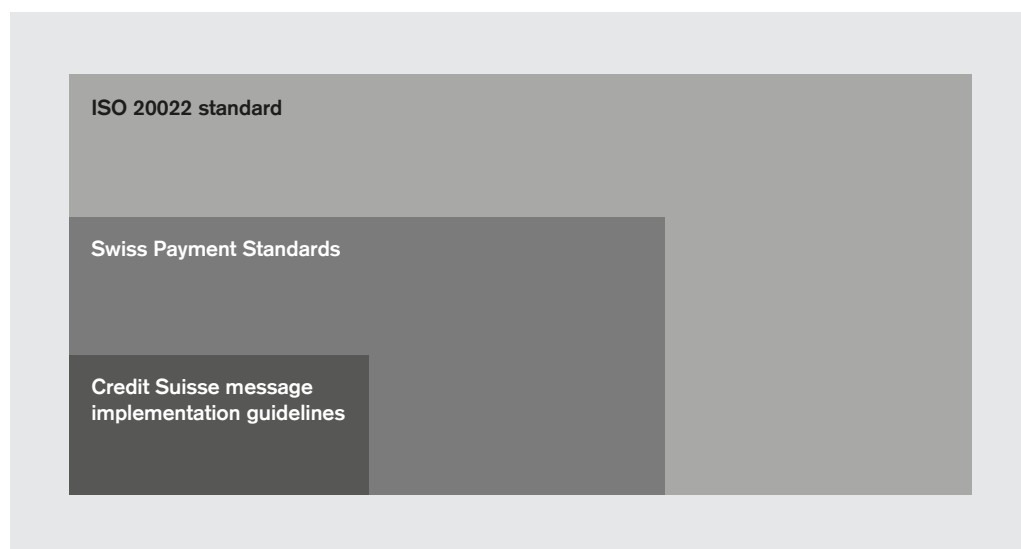 ISO 20022 standard
Swiss Payment Standards
Credit Suisse message
implementation guidelines